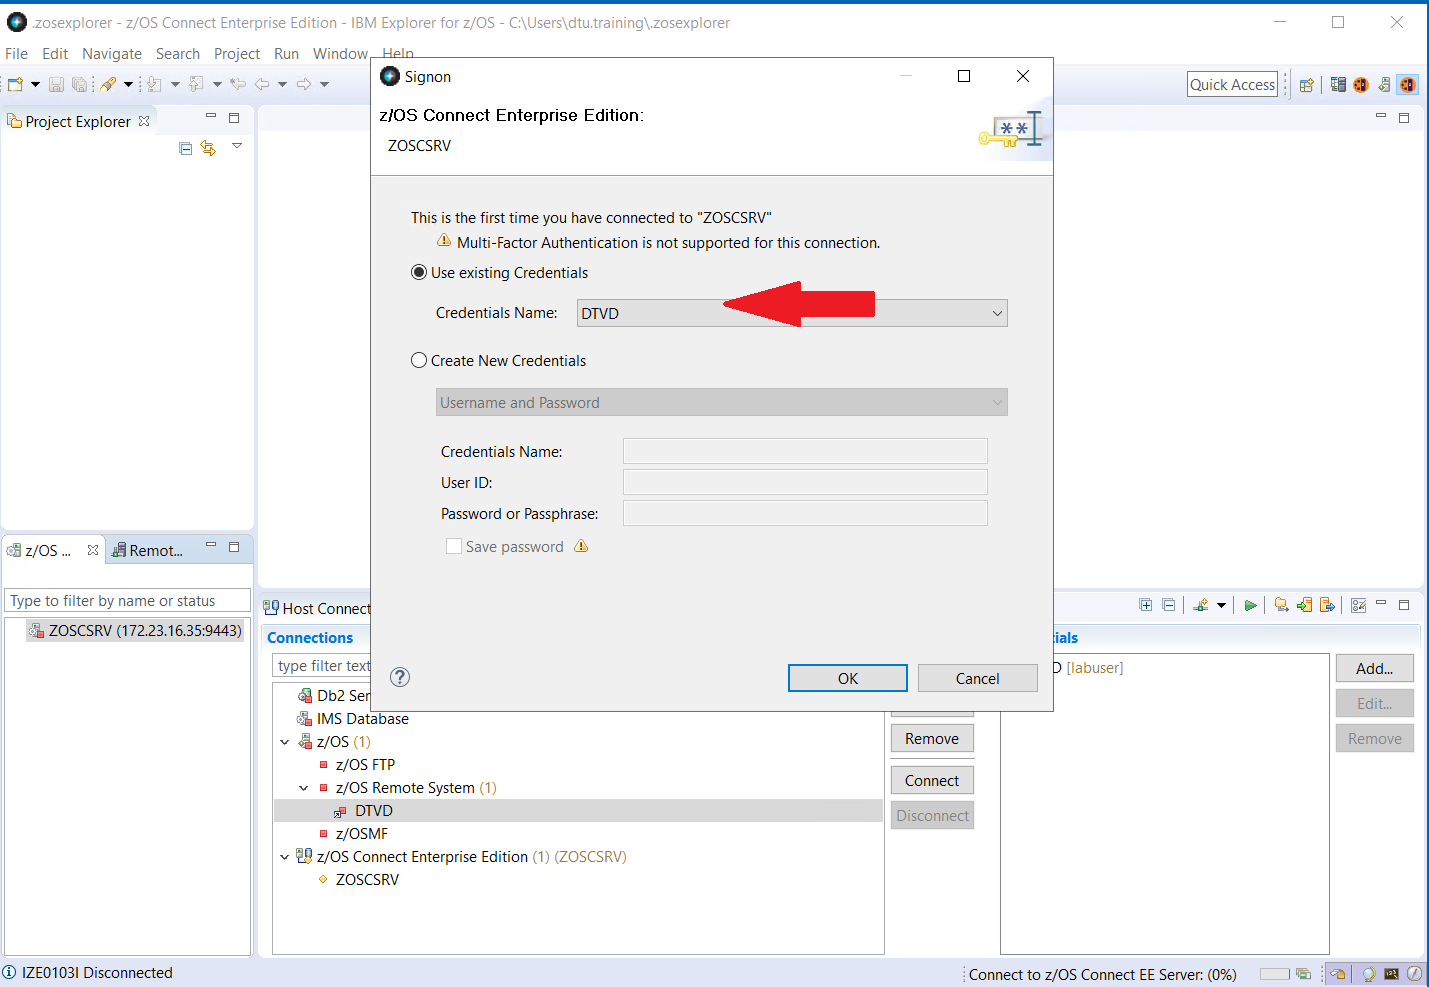 .zosexplorer - z/OS Connect Enterprise Edition - IBM Explorer for z/OS - C:\Users\dtu.training\.zosexplorer
File Edit Navigate Search Project Run Window Help
Quick Access
Project Explorer
Signon
z/OS Connect Enterprise Edition:
ZOSCSRV
This is the first time you have connected to "ZOSCSRV"
Multi-Factor Authentication is not supported for this connection.
Use existing Credentials
Credentials Name: DTVD
Create New Credentials
Username and Password
Credentials Name:
User ID:
Password or Passphrase:
Save password
OK Cancel
z/OS ... Remot...
Type to filter by name or status
ZOSCSRV (172.23.16.35:9443)
Host Connect
Connections
type filter text
Db2 Ser
IMS Database
z/OS (1)
z/OS FTP
z/OS Remote System (1)
DTVD
z/OSMF
z/OS Connect Enterprise Edition (1) (ZOSCSRV)
ZOSCSRV
Remove
Connect
Disconnect
ials
D [labuser]
Add...
Edit...
Remove
IZE0103I Disconnected
Connect to z/OS Connect EE Server: (0%)